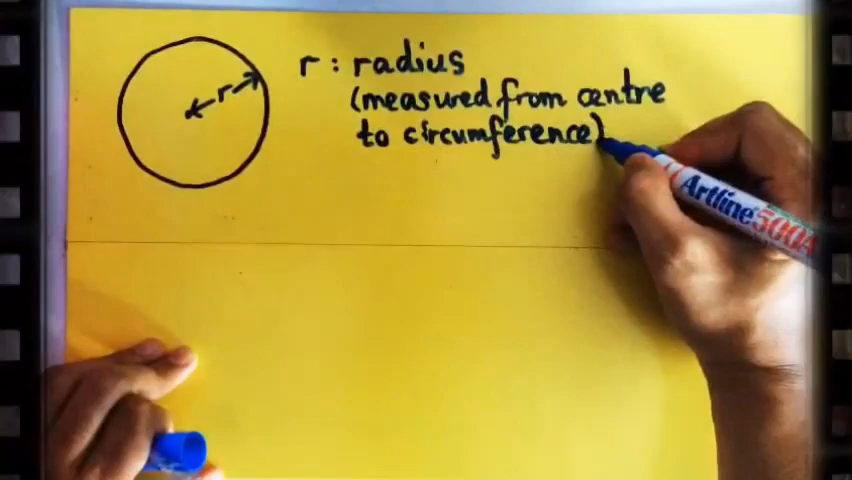 r
r : radius
(measured from centre
to circumference)
Artline 500A